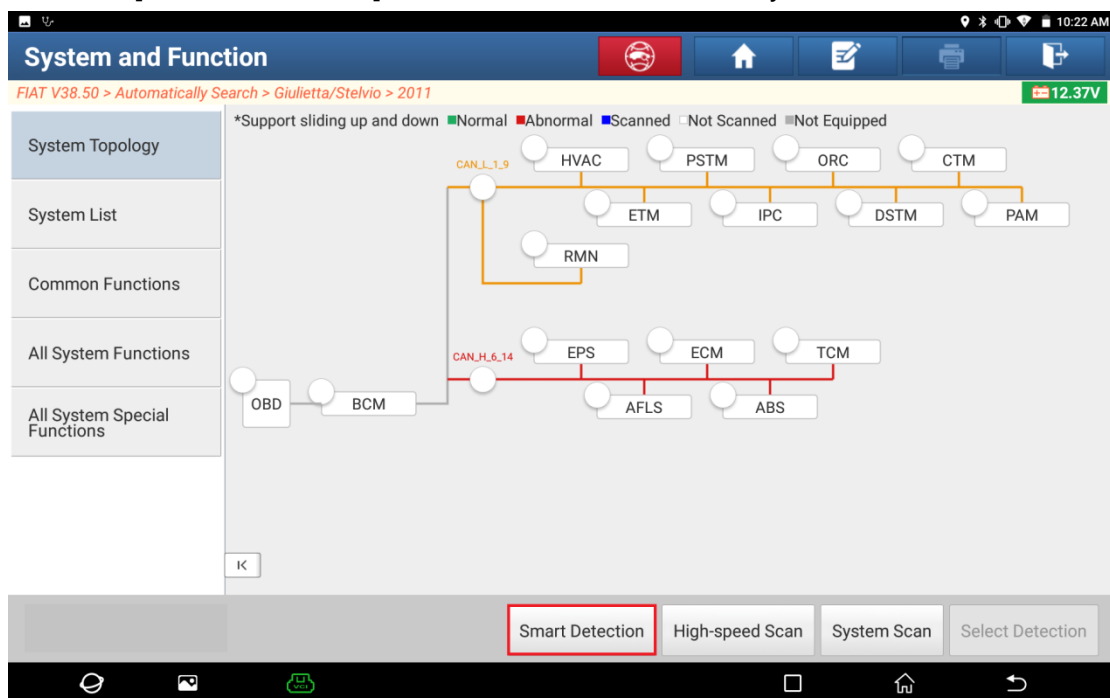 10:22 AM
System and Function
FIAT V38.50 > Automatically Search > Giulietta/Stelvio > 2011
12.37V
System Topology
System List
Common Functions
All System Functions
All System Special
Functions
*Support sliding up and down Normal Abnormal Scanned Not Scanned Not Equipped
CAN_L_1_9
HVAC PSTM ORC CTM
ETM IPC DSTM PAM
RMN
CAN_H_6_14
EPS ECM TCM
OBD BCM
AFLS ABS
Smart Detection High-speed Scan System Scan Select Detection
VCI